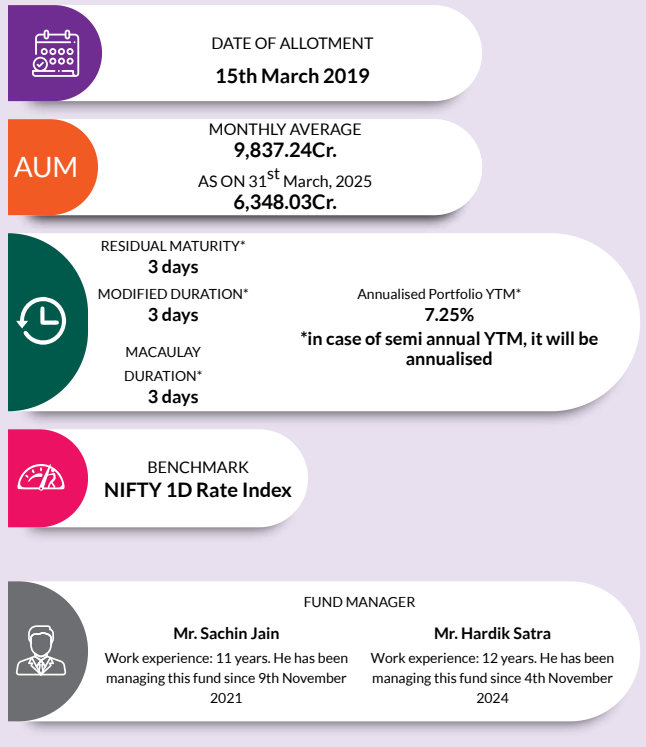 DATE OF ALLOTMENT
15th March 2019
AUM
MONTHLY AVERAGE
9,837.24Cr.
AS ON 31st March, 2025
6,348.03Cr.
RESIDUAL MATURITY*
3 days
MODIFIED DURATION*
3 days
MACAULAY
DURATION*
3 days
Annualised Portfolio YTM*
7.25%
*in case of semi annual YTM, it will be
annualised
BENCHMARK
NIFTY 1D Rate Index
FUND MANAGER
Mr. Sachin Jain
Work experience: 11 years. He has been
managing this fund since 9th November
2021
Mr. Hardik Satra
Work experience: 12 years. He has been
managing this fund since 4th November
2024